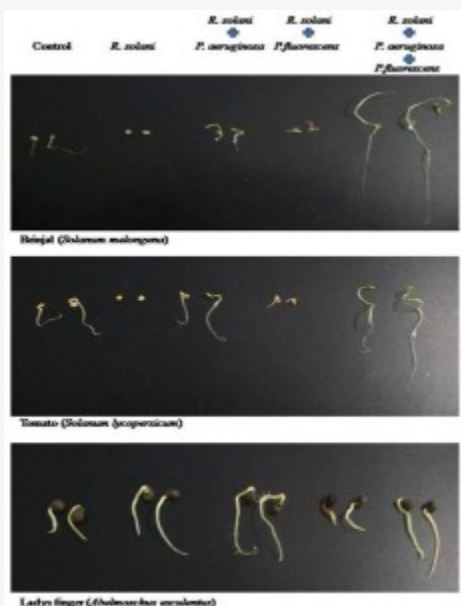 R. solani R. solani R. solani
Control R. solani P. aeruginosa P.fluorescens P. aeruginosa
P.fluorescens
Brinjal (Solanum melongena)
Tomato (Solanum lycopersicum)
Ladys finger (Abelmoschus esculentus)